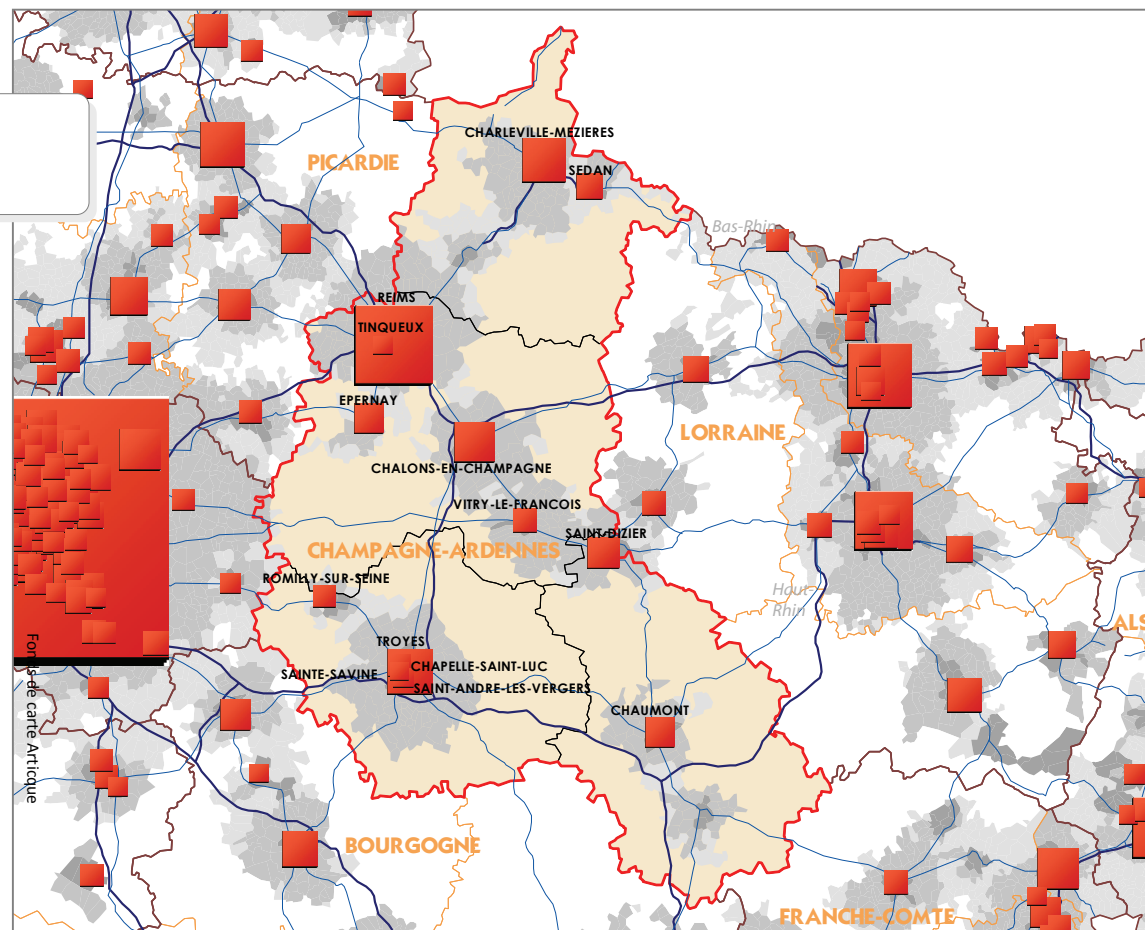 CHARLEVILLE-MEZIERES
PICARDIE
SEDAN
Bas-Rhin
REIMS
TINQUEUX
EPERNAY
LORRAINE
CHALONS-EN-CHAMPAGNE
VITRY-LE-FRANCOIS
SAINT-DIZIER
CHAMPAGNE-ARDENNES
ROMILLY-SUR-SEINE
Haut-
Rhin
ALS
TROYES
CHAPELLE-SAINT-LUC
SAINTE-SAVINE
SAINT-ANDRE-LES-VERGERS
CHAUMONT
Fonds de carte Articque
BOURGOGNE
FRANCHE-COMTE